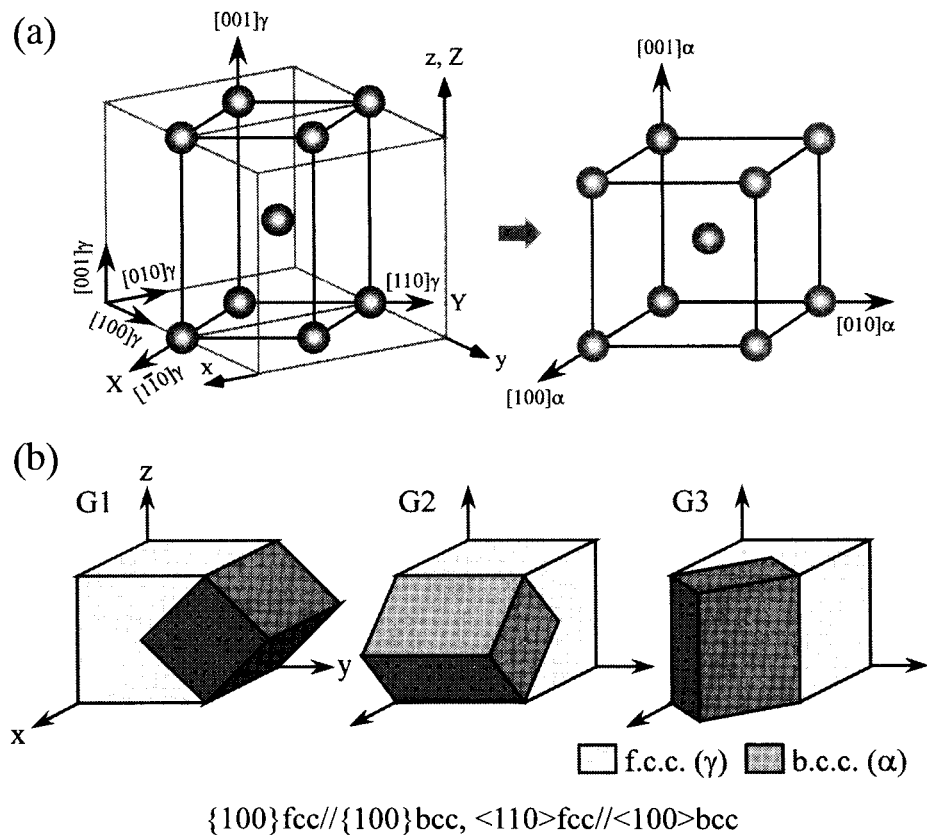 (a)
[001]γ
z, Z
[001]α
[001]γ
[010]γ
[100]γ
[110]γ
Y
X
[1̄10]γ
x
y
[010]α
[100]α
(b)
z
G1
G2
G3
y
x
f.c.c. (γ)
b.c.c. (α)
{100}fcc//{100}bcc, <110>fcc//<100>bcc